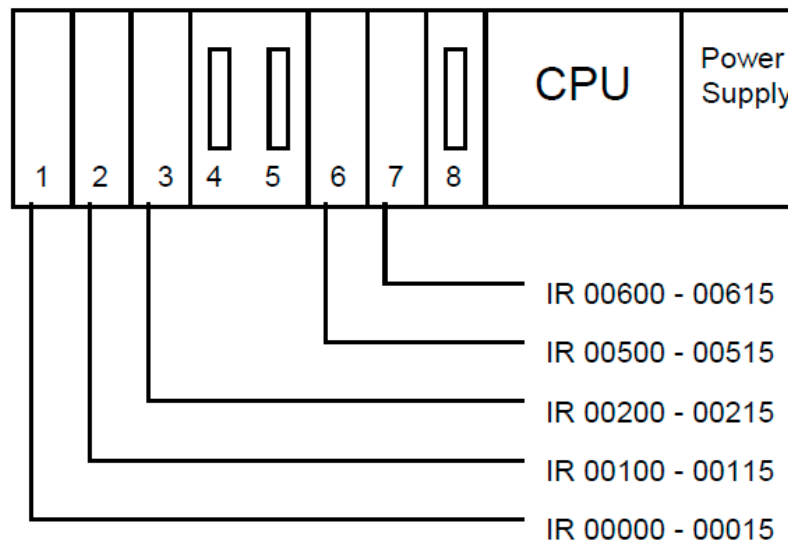 CPU
Power
Supply
1 2 3 4 5 6 7 8
IR 00600 - 00615
IR 00500 - 00515
IR 00200 - 00215
IR 00100 - 00115
IR 00000 - 00015